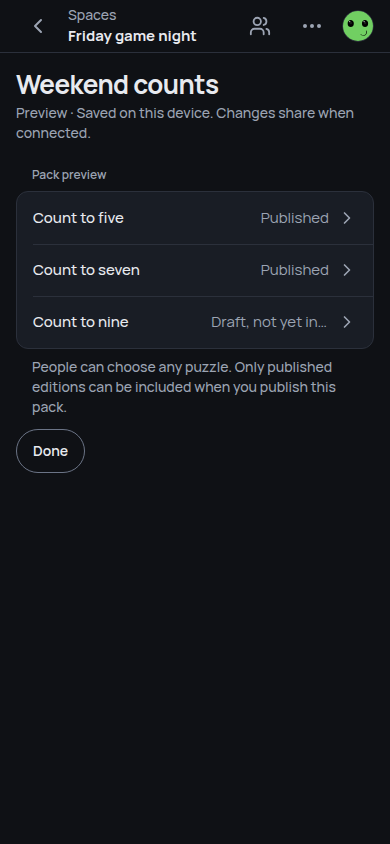 Spaces
Friday game night
Weekend counts
Preview · Saved on this device. Changes share when
connected.
Pack preview
Count to five Published
Count to seven Published
Count to nine Draft, not yet in…
People can choose any puzzle. Only published
editions can be included when you publish this
pack.
Done